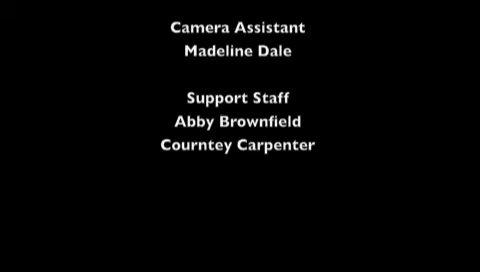 Camera Assistant
Madeline Dale
Support Staff
Abby Brownfield
Courntey Carpenter